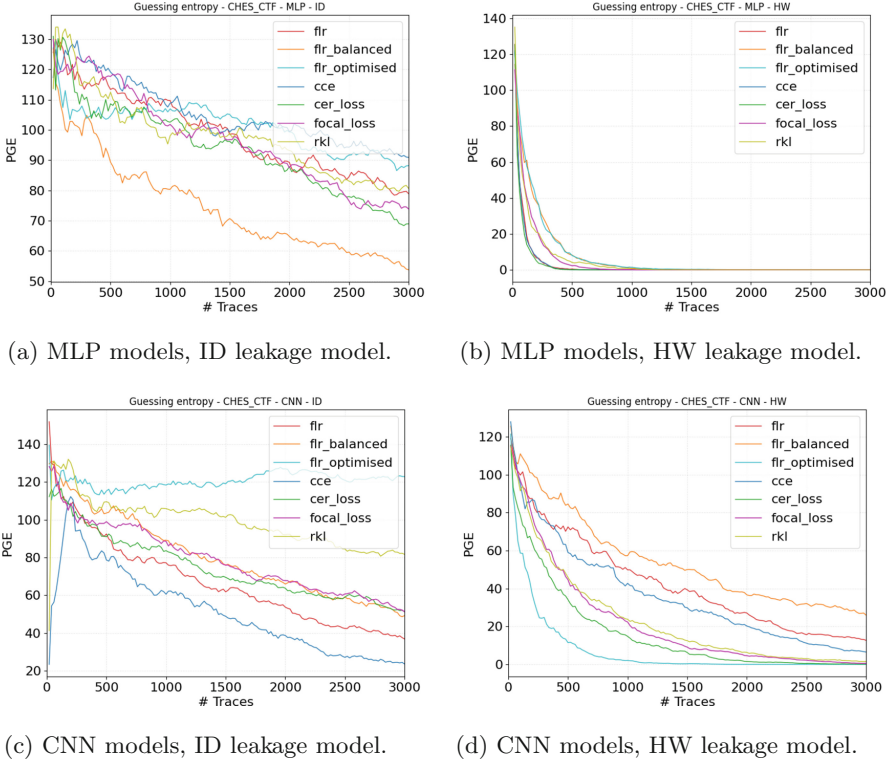 Guessing entropy - CHES_CTF - MLP - ID
130
120
110
100
90
80
70
60
50
PGE
0
500
1000
1500
2000
2500
3000
# Traces
flr
flr_balanced
flr_optimised
cce
cer_loss
focal_loss
rkl
(a) MLP models, ID leakage model.
Guessing entropy - CHES_CTF - MLP - HW
140
120
100
80
60
40
20
0
PGE
0
500
1000
1500
2000
2500
3000
# Traces
flr
flr_balanced
flr_optimised
cce
cer_loss
focal_loss
rkl
(b) MLP models, HW leakage model.
Guessing entropy - CHES_CTF - CNN - ID
140
120
100
80
60
40
20
PGE
0
500
1000
1500
2000
2500
3000
# Traces
flr
flr_balanced
flr_optimised
cce
cer_loss
focal_loss
rkl
(c) CNN models, ID leakage model.
Guessing entropy - CHES_CTF - CNN - HW
120
100
80
60
40
20
0
PGE
0
500
1000
1500
2000
2500
3000
# Traces
flr
flr_balanced
flr_optimised
cce
cer_loss
focal_loss
rkl
(d) CNN models, HW leakage model.